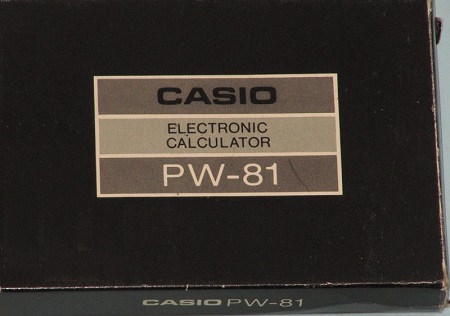 CASIO
ELECTRONIC
CALCULATOR
PW-81
CASIO PW-81